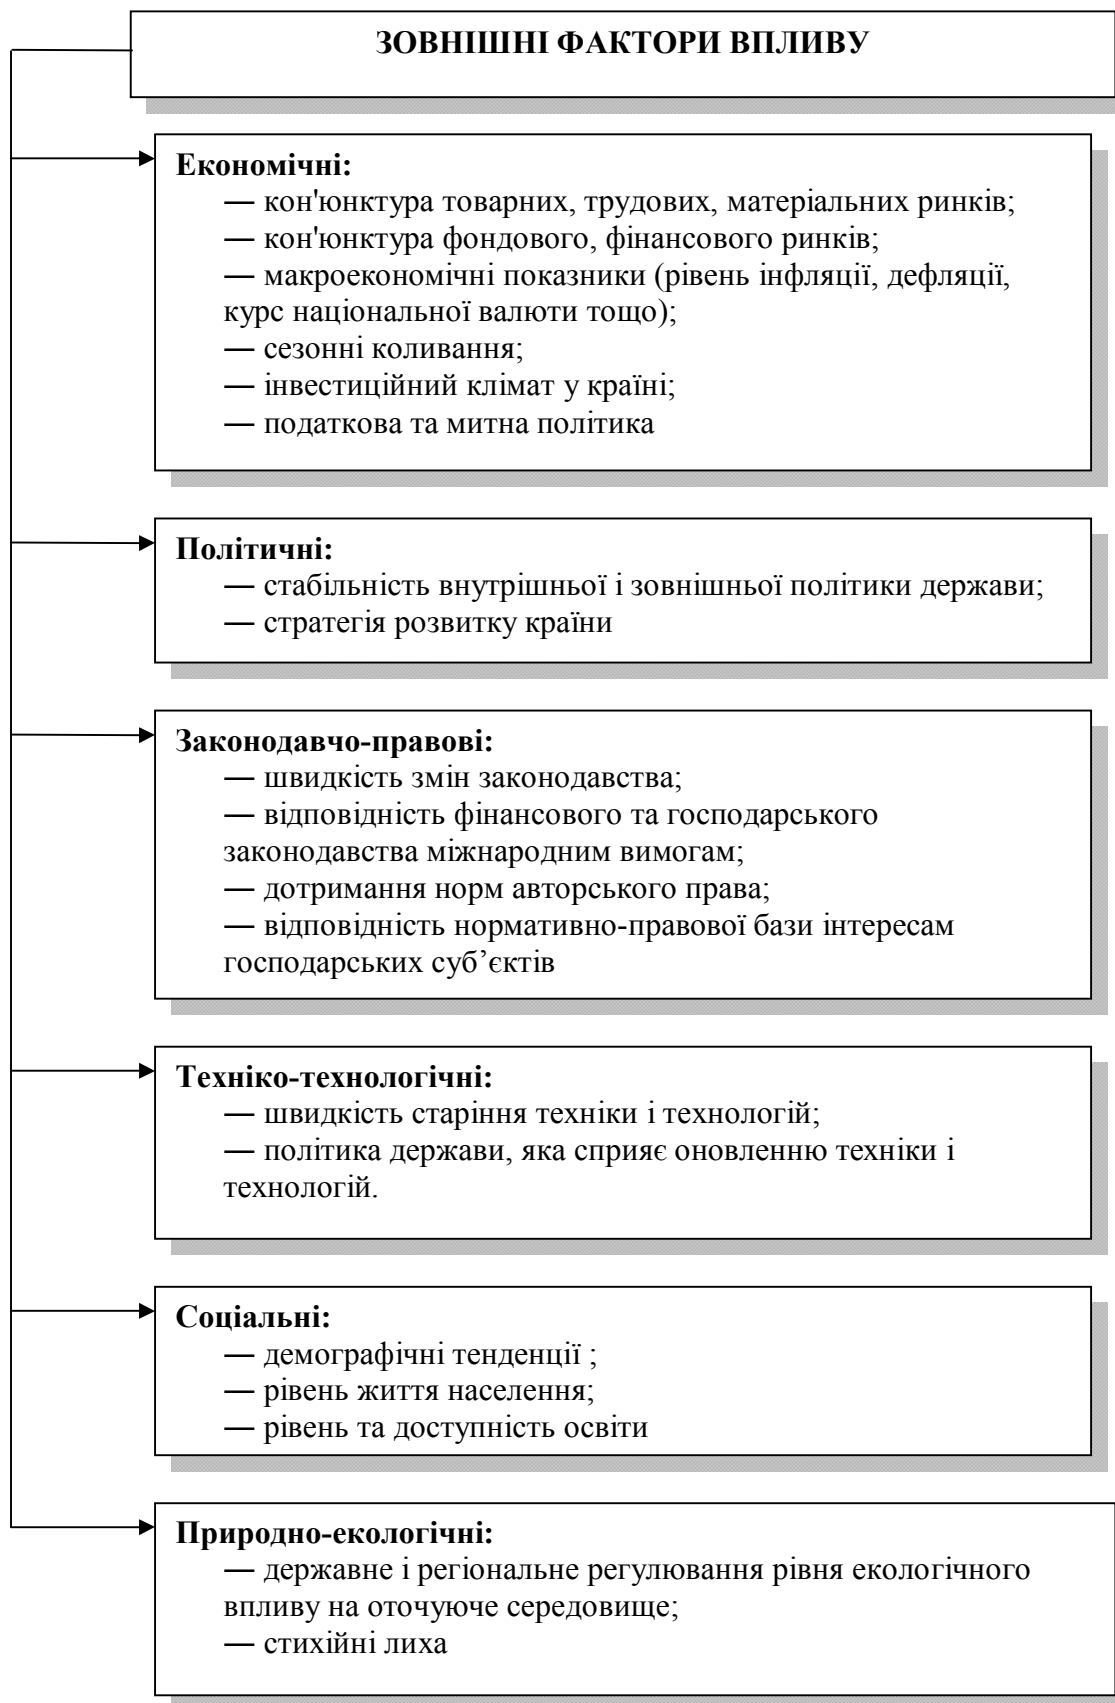 ЗОВНІШНІ ФАКТОРИ ВПЛИВУ
Економічні:
— кон'юнктура товарних, трудових, матеріальних ринків;
— кон'юнктура фондового, фінансового ринків;
— макроекономічні показники (рівень інфляції, дефляції,
курс національної валюти тощо);
— сезонні коливання;
— інвестиційний клімат у країні;
— податкова та митна політика
Політичні:
— стабільність внутрішньої і зовнішньої політики держави;
— стратегія розвитку країни
Законодавчо-правові:
— швидкість змін законодавства;
— відповідність фінансового та господарського
законодавства міжнародним вимогам;
— дотримання норм авторського права;
— відповідність нормативно-правової бази інтересам
господарських суб’єктів
Техніко-технологічні:
— швидкість старіння техніки і технологій;
— політика держави, яка сприяє оновленню техніки і
технологій.
Соціальні:
— демографічні тенденції ;
— рівень життя населення;
— рівень та доступність освіти
Природно-екологічні:
— державне і регіональне регулювання рівня екологічного
впливу на оточуюче середовище;
— стихійні лиха